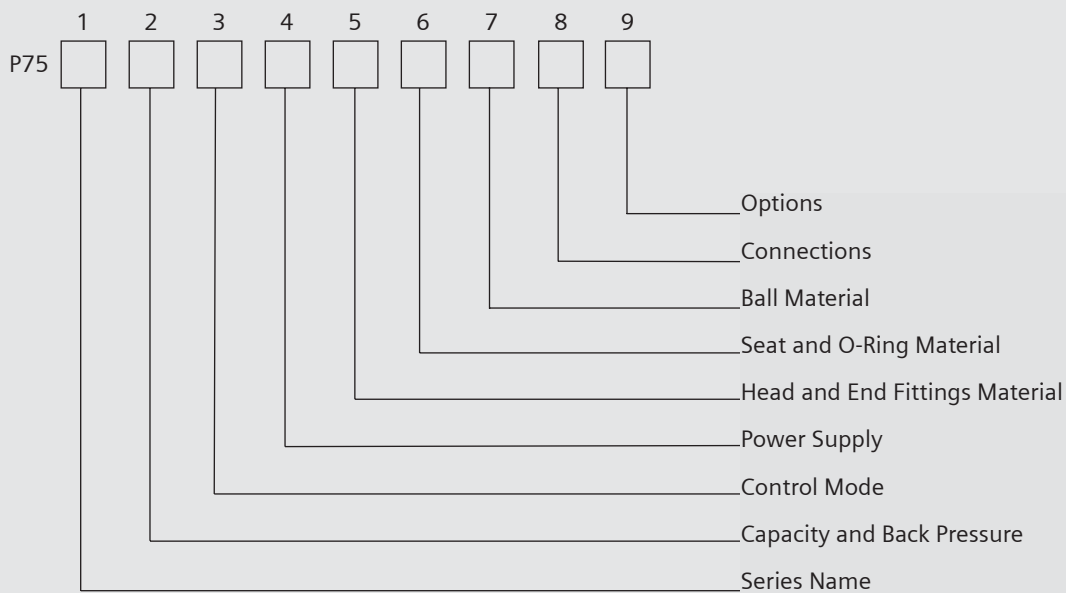 1 2 3 4 5 6 7 8 9
P75
Options
Connections
Ball Material
Seat and O-Ring Material
Head and End Fittings Material
Power Supply
Control Mode
Capacity and Back Pressure
Series Name